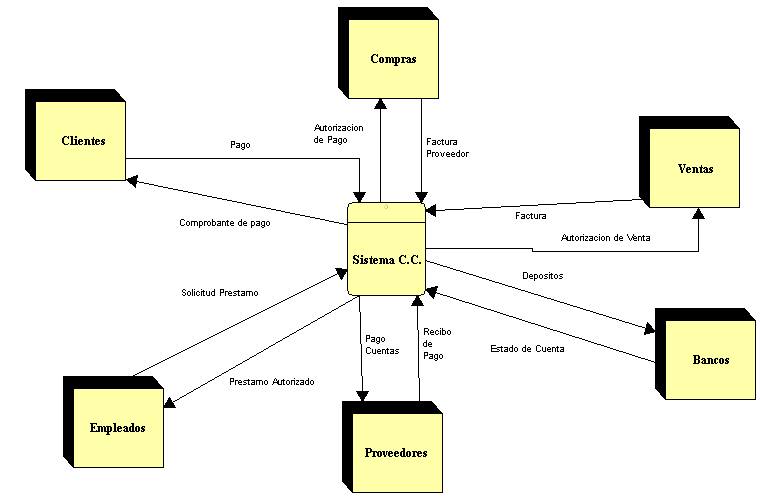 Compras
Clientes
Autorizacion
de Pago
Factura
Proveedor
Pago
Ventas
Comprobante de pago
Factura
Autorizacion de Venta
Sistema C.C.
Depositos
Solicitud Prestamo
Pago
Cuentas
Recibo
de
Pago
Estado de Cuenta
Bancos
Prestamo Autorizado
Empleados
Proveedores